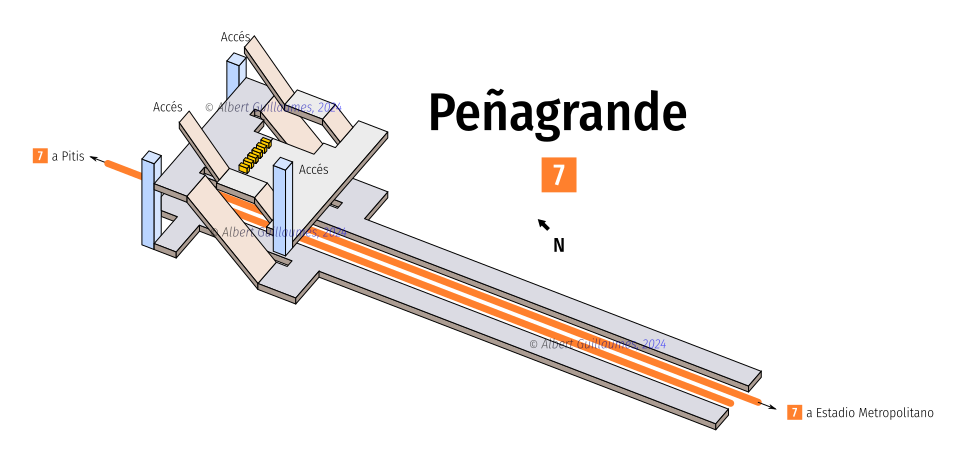 Accés
Accés
© Albert Guillaumes, 2024
Peñagrande
7 a Pitis
Accés
7
© Albert Guillaumes, 2024
N
© Albert Guillaumes, 2024
7 a Estadio Metropolitano